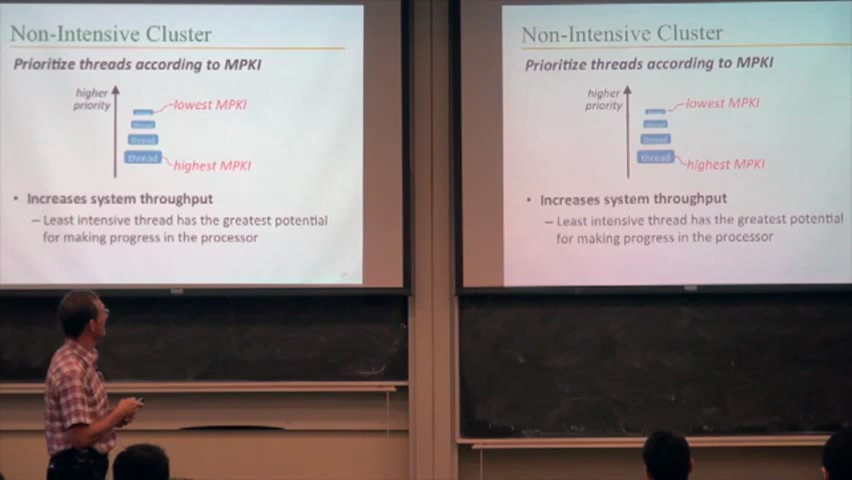 Non-Intensive Cluster
Prioritize threads according to MPKI
higher
priority
lowest MPKI
thread
thread
highest MPKI
• Increases system throughput
– Least intensive thread has the greatest potential
for making progress in the processor
Non-Intensive Cluster
Prioritize threads according to MPKI
higher
priority
lowest MPKI
thread
thread
highest MPKI
• Increases system throughput
– Least intensive thread has the greatest potential
for making progress in the processor